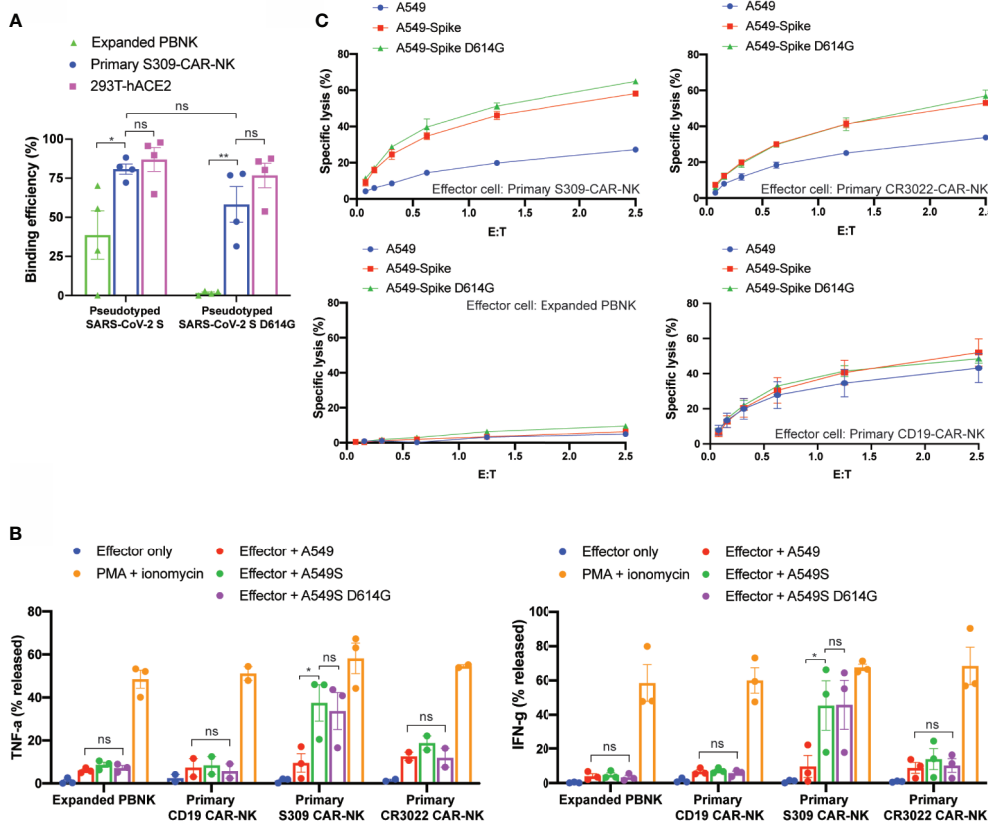 A
Expanded PBNK
Primary S309-CAR-NK
293T-hACE2
ns
* ns ** ns
Binding efficiency (%)
100
75
50
25
0
Pseudotyped SARS-CoV-2 S
Pseudotyped SARS-CoV-2 S D614G
C
A549
A549-Spike
A549-Spike D614G
Specific lysis (%)
80
60
40
20
0
Effector cell: Primary S309-CAR-NK
0.0 0.5 1.0 1.5 2.0 2.5
E:T
A549
A549-Spike
A549-Spike D614G
Specific lysis (%)
80
60
40
20
0
Effector cell: Primary CR3022-CAR-NK
0.0 0.5 1.0 1.5 2.0 2.5
E:T
A549
A549-Spike
A549-Spike D614G
Effector cell: Expanded PBNK
Specific lysis (%)
80
60
40
20
0
0.0 0.5 1.0 1.5 2.0 2.5
E:T
A549
A549-Spike
A549-Spike D614G
Specific lysis (%)
80
60
40
20
0
Effector cell: Primary CD19-CAR-NK
0.0 0.5 1.0 1.5 2.0 2.5
E:T
B
Effector only
PMA + ionomycin
Effector + A549
Effector + A549S
Effector + A549S D614G
TNF-a (% released)
80
60
40
20
0
ns ns * ns ns
Expanded PBNK
Primary CD19 CAR-NK
Primary S309 CAR-NK
Primary CR3022 CAR-NK
Effector only
PMA + ionomycin
Effector + A549
Effector + A549S
Effector + A549S D614G
IFN-g (% released)
100
80
60
40
20
0
ns ns * ns ns
Expanded PBNK
Primary CD19 CAR-NK
Primary S309 CAR-NK
Primary CR3022 CAR-NK